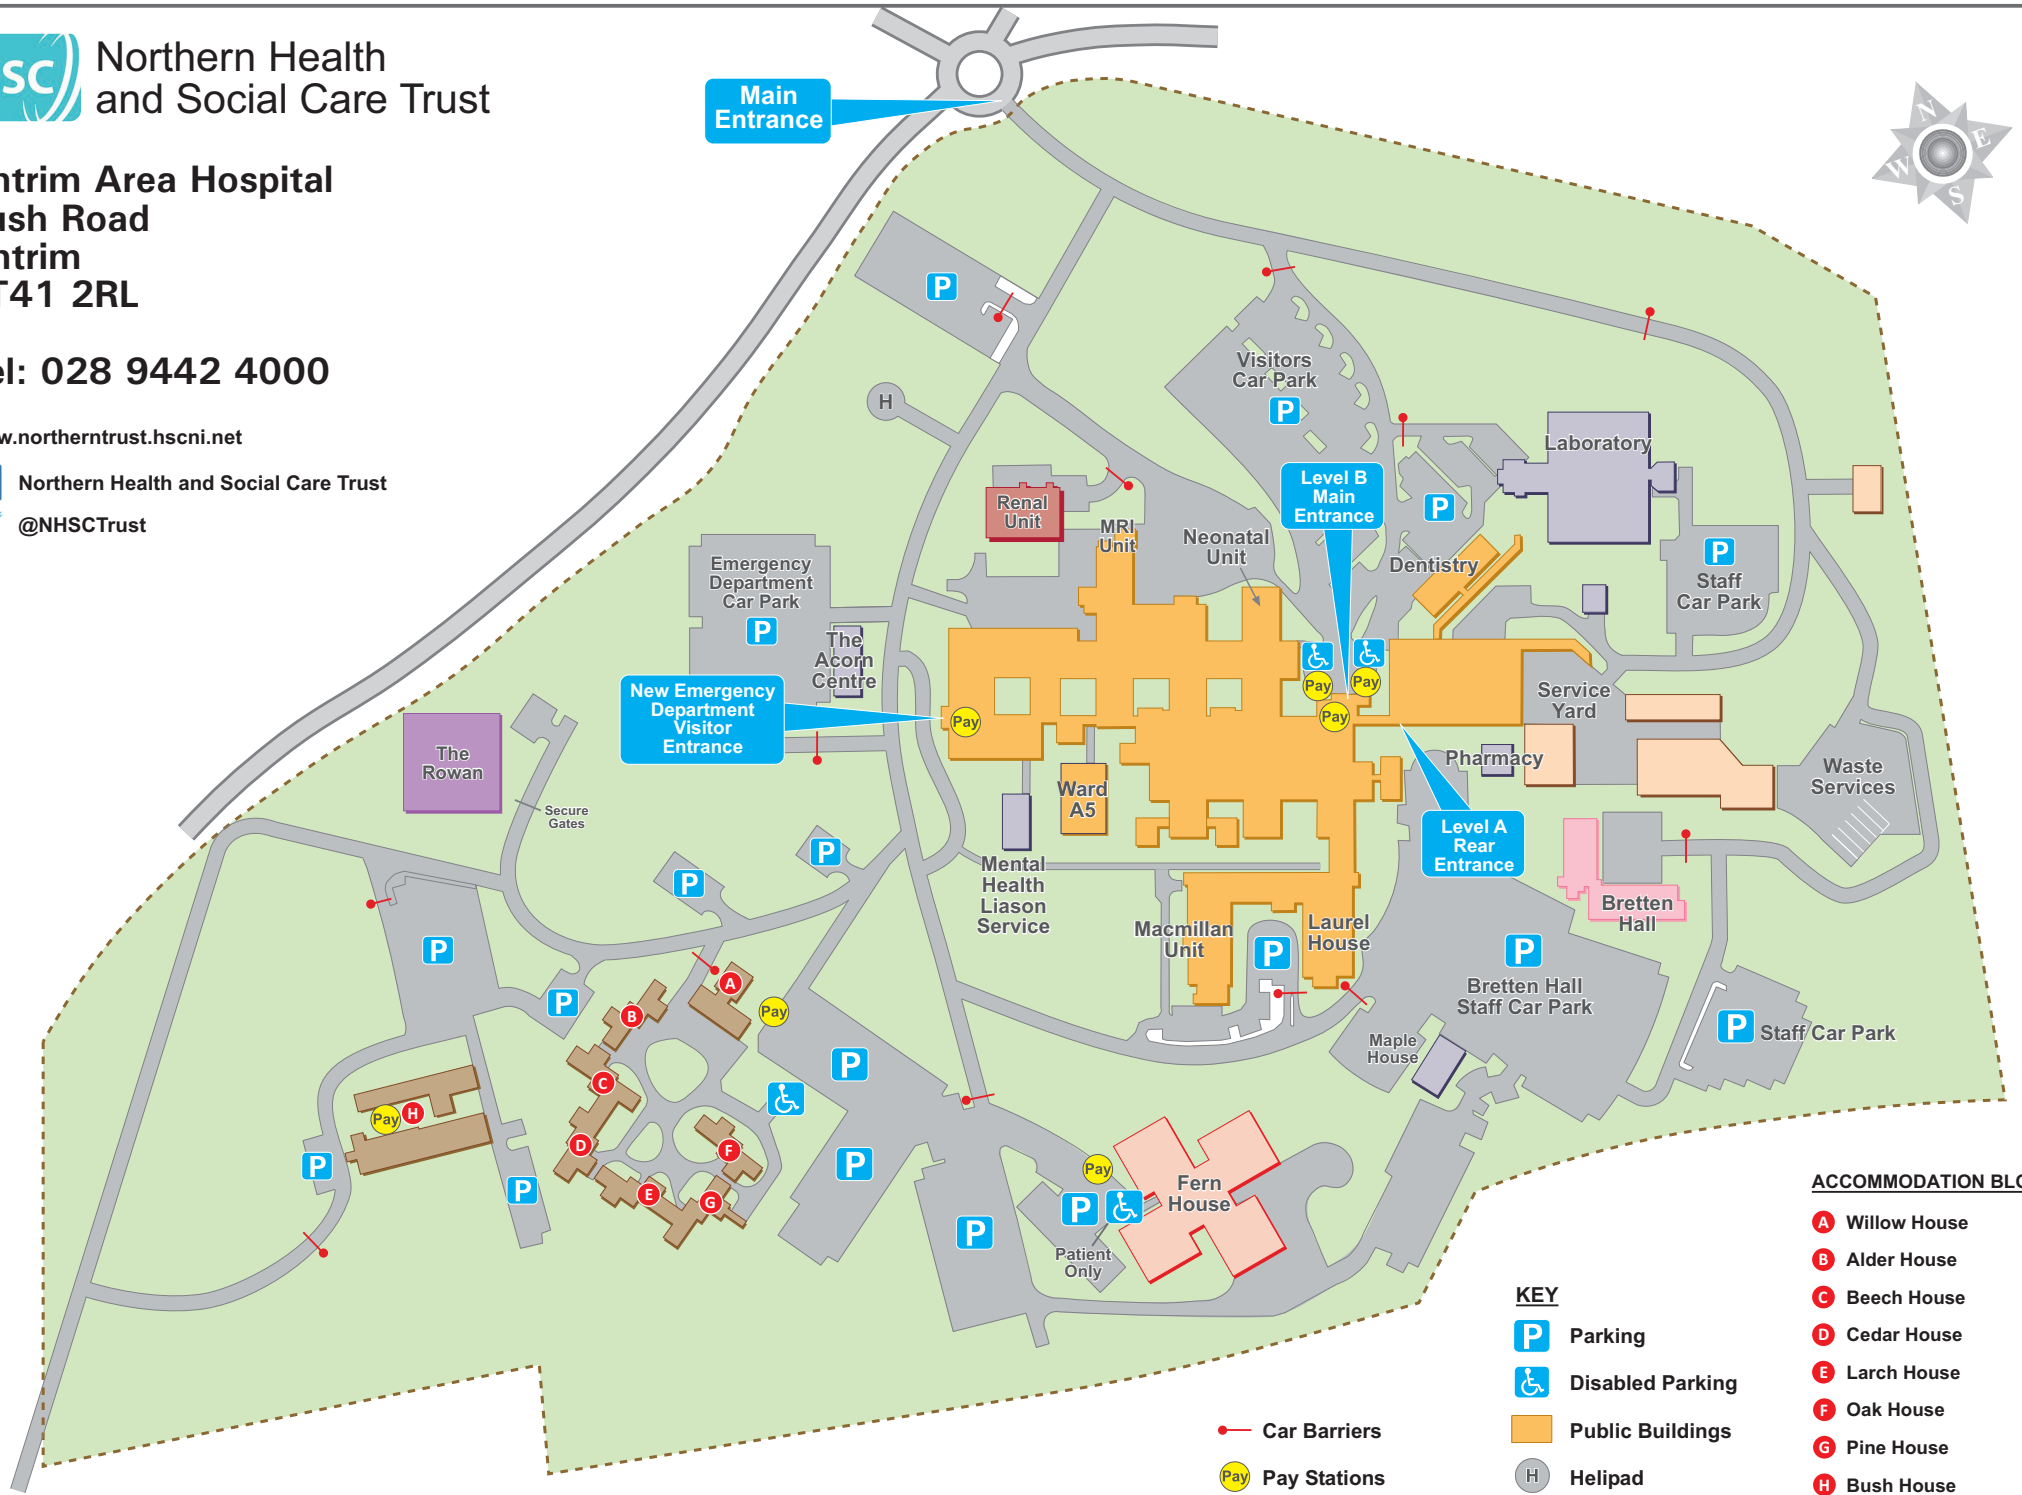 SC
Northern Health
and Social Care Trust
ntrim Area Hospital
ush Road
ntrim
T41 2RL
el: 028 9442 4000
w.northerntrust.hscni.net
Northern Health and Social Care Trust
@NHSCTrust
Main
Entrance
N
E
W
S
P
H
Visitors
Car Park
P
Laboratory
Level B
Main
Entrance
P
Renal
Unit
MRI
Unit
Neonatal
Unit
Dentistry
P
Staff
Car Park
Emergency
Department
Car Park
P
The
Acorn
Centre
New Emergency
Department
Visitor
Entrance
Pay
Pay
Pay
Pay
Service
Yard
Pharmacy
Waste
Services
The
Rowan
Secure
Gates
Ward
A5
Level A
Rear
Entrance
P
P
Mental
Health
Liason
Service
Macmillan
Unit
P
Laurel
House
Bretten
Hall
P
Bretten Hall
Staff Car Park
P
Staff Car Park
Maple
House
P
P
A
B
Pay
P
C
Pay
H
D
F
P
P
P
E
G
P
Pay
P
Fern
House
Patient
Only
ACCOMMODATION BLO
A Willow House
B Alder House
C Beech House
D Cedar House
E Larch House
F Oak House
G Pine House
H Bush House
KEY
P Parking
Disabled Parking
Public Buildings
H Helipad
Car Barriers
Pay Pay Stations